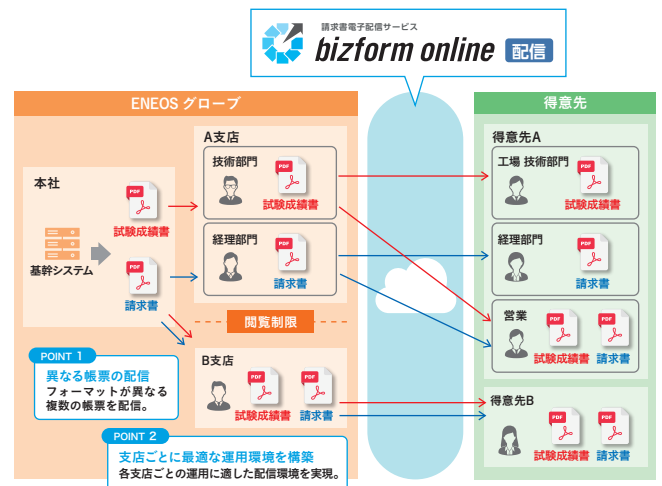 請求書電子配信サービス
bizform online 配信
ENEOS グローブ
本社
PDF
試験成績書
基幹システム
PDF
請求書
A支店
技術部門
PDF
試験成績書
経理部門
PDF
請求書
閲覧制限
B支店
PDF
PDF
試験成績書
請求書
POINT 1
異なる帳票の配信
フォーマットが異なる
複数の帳票を配信。
POINT 2
支店ごとに最適な運用環境を構築
各支店ごとの運用に適した配信環境を実現。
得意先
得意先A
工場 技術部門
PDF
試験成績書
経理部門
PDF
請求書
営業
PDF
PDF
試験成績書
請求書
得意先B
PDF
PDF
試験成績書
請求書